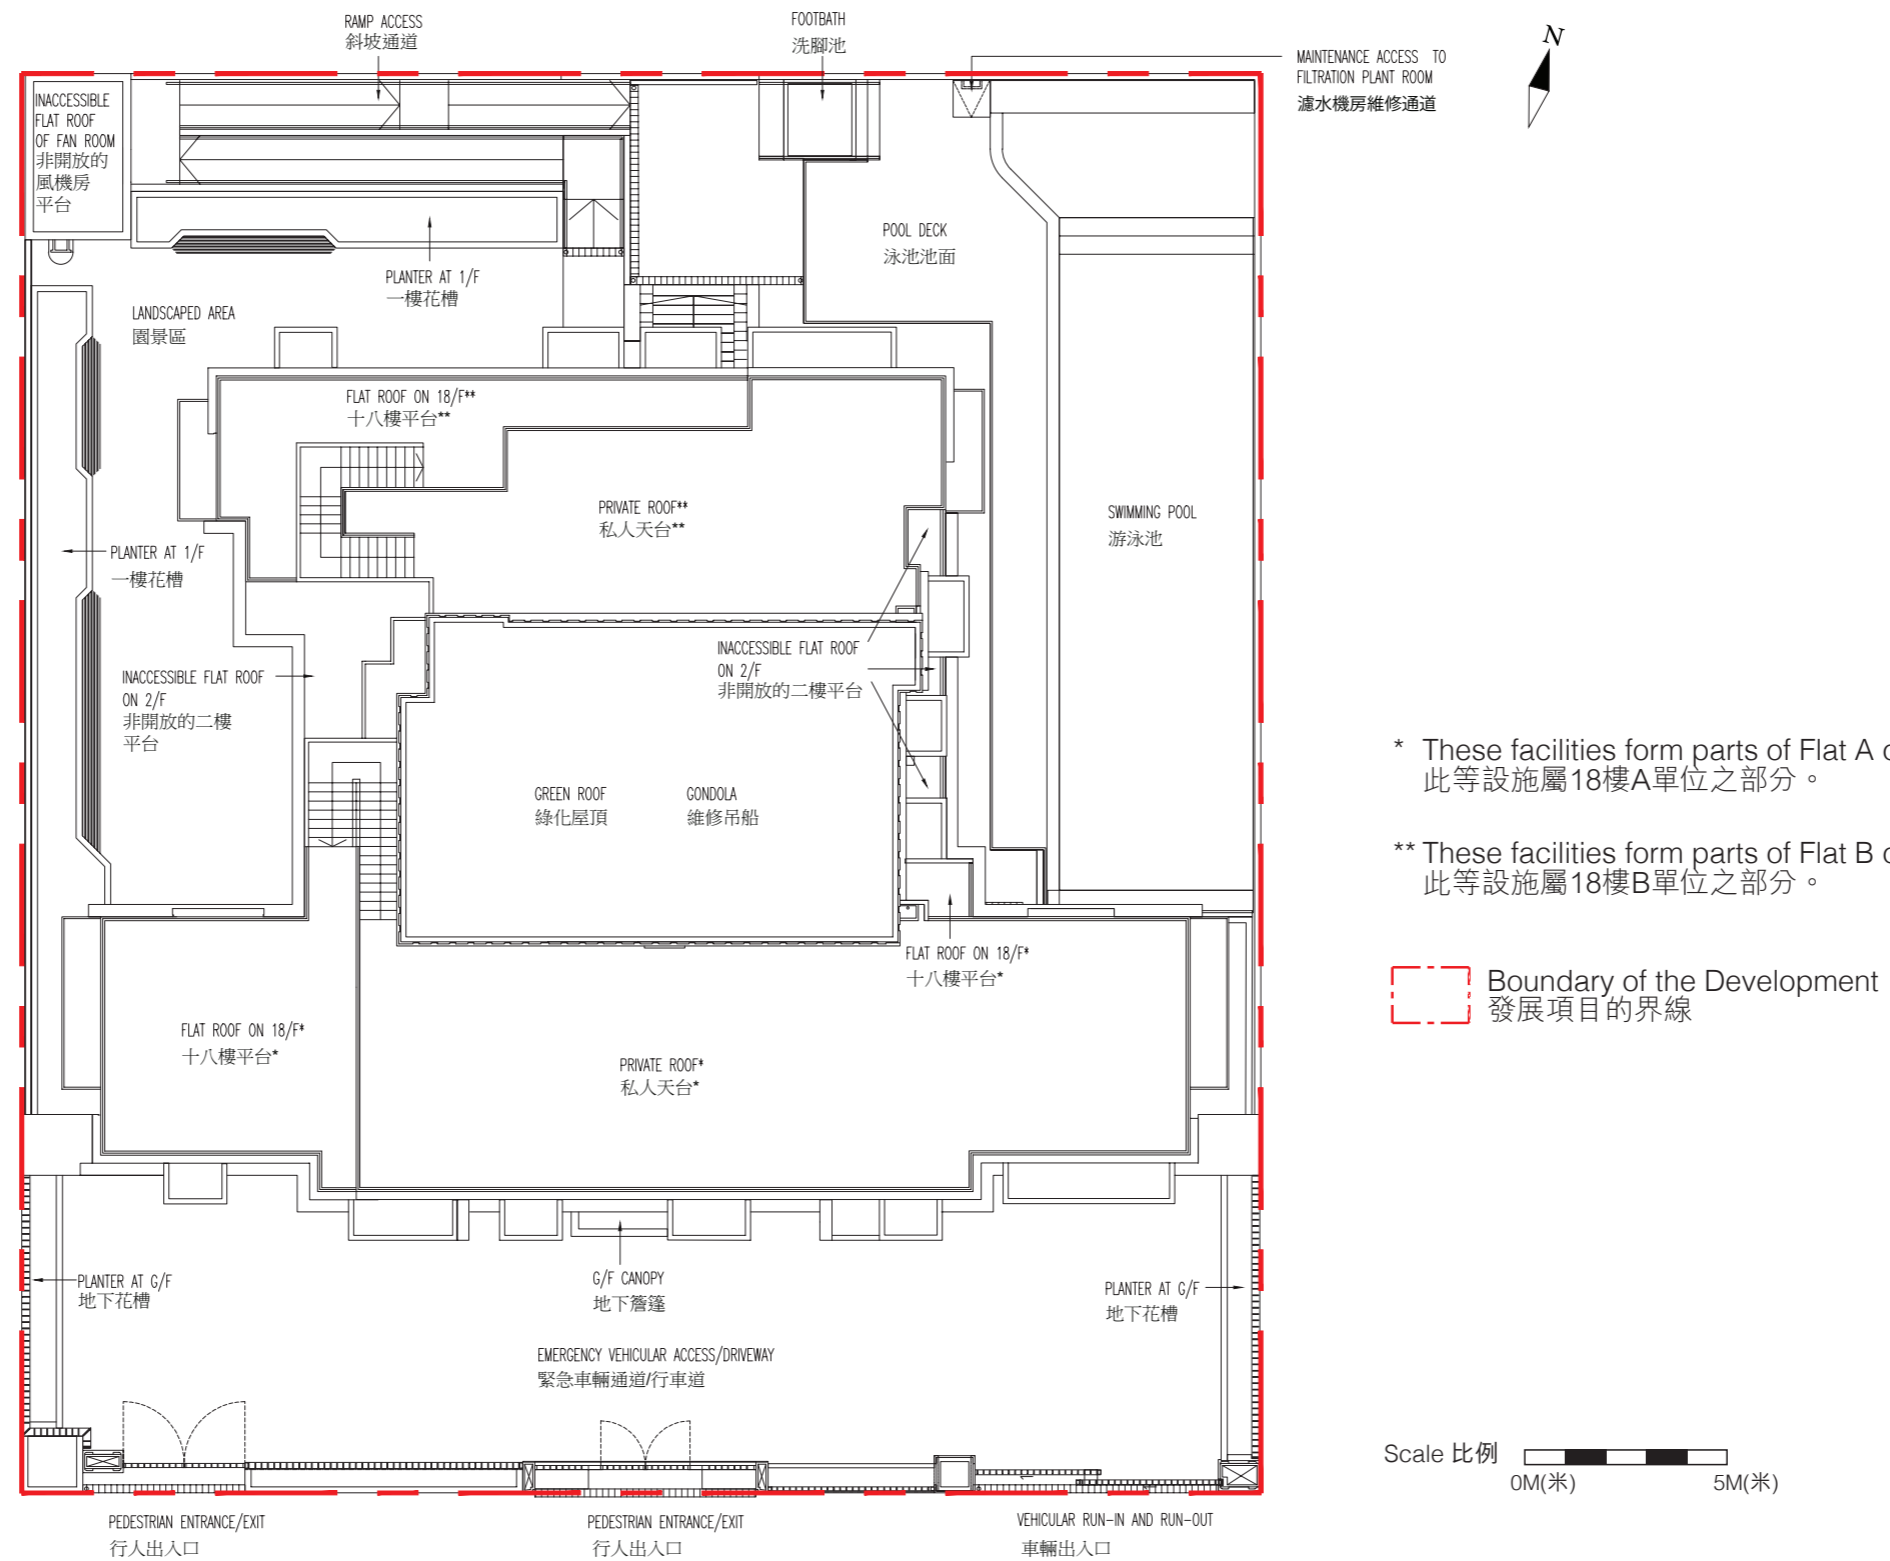 RAMP ACCESS
斜坡通道
FOOTBATH
洗腳池
N
MAINTENANCE ACCESS TO
FILTRATION PLANT ROOM
濾水機房維修通道
INACCESSIBLE
FLAT ROOF
OF FAN ROOM
非開放的
風機房
平台
POOL DECK
泳池池面
PLANTER AT 1/F
一樓花槽
LANDSCAPED AREA
園景區
FLAT ROOF ON 18/F**
十八樓平台**
PRIVATE ROOF**
私人天台**
SWIMMING POOL
游泳池
PLANTER AT 1/F
一樓花槽
INACCESSIBLE FLAT ROOF
ON 2/F
非開放的二樓平台
INACCESSIBLE FLAT ROOF
ON 2/F
非開放的二樓
平台
GREEN ROOF
綠化屋頂
GONDOLA
維修吊船
* These facilities form parts of Flat A
此等設施屬18樓A單位之部分。
** These facilities form parts of Flat B
此等設施屬18樓B單位之部分。
FLAT ROOF ON 18/F*
十八樓平台*
Boundary of the Development
發展項目的界線
FLAT ROOF ON 18/F*
十八樓平台*
PRIVATE ROOF*
私人天台*
PLANTER AT G/F
地下花槽
G/F CANOPY
地下簷篷
PLANTER AT G/F
地下花槽
EMERGENCY VEHICULAR ACCESS/DRIVEWAY
緊急車輛通道/行車道
Scale 比例
0M(米)
5M(米)
PEDESTRIAN ENTRANCE/EXIT
行人出入口
PEDESTRIAN ENTRANCE/EXIT
行人出入口
VEHICULAR RUN-IN AND RUN-OUT
車輛出入口